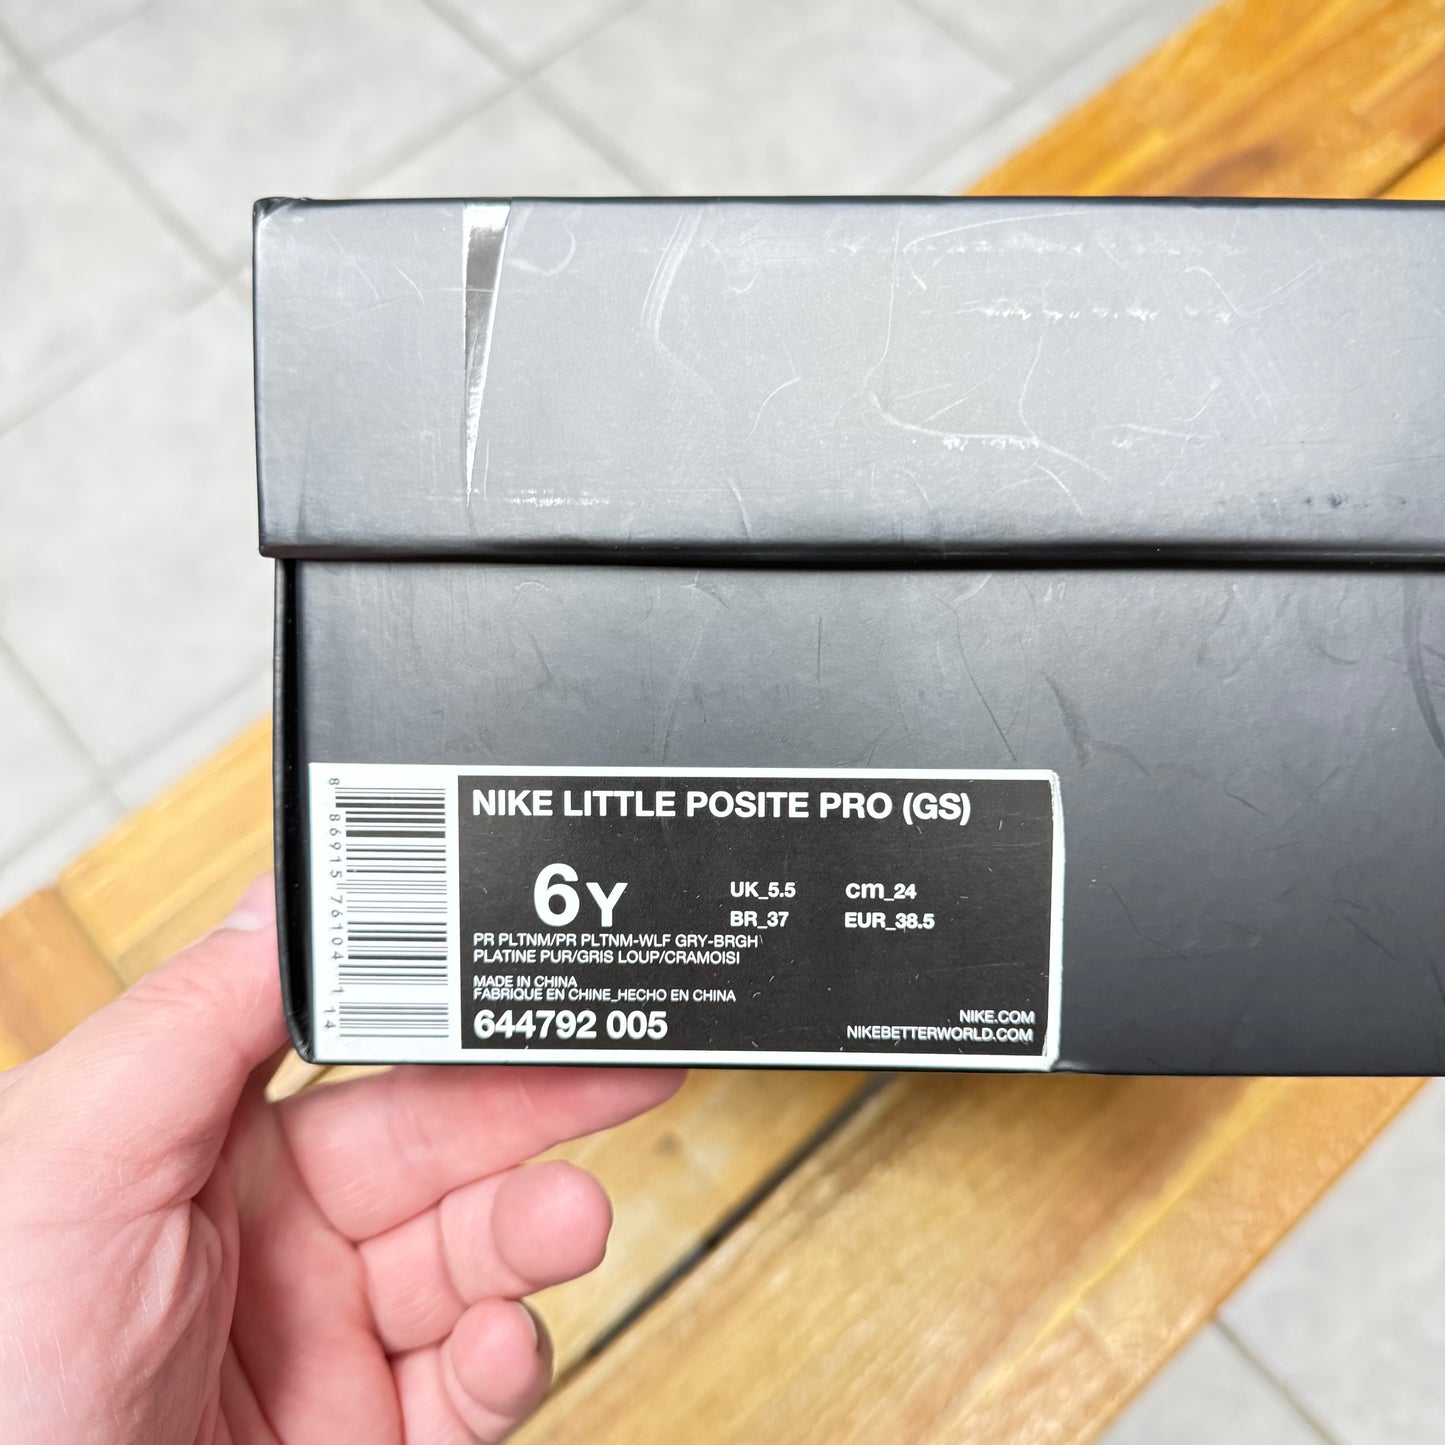 NIKE LITTLE POSITE PRO (GS)
6Y
UK_5.5 cm_24
BR_37 EUR_38.5
PR PLTNM/PR PLTNM-WLF GRY-BRGH
PLATINE PUR/GRIS LOUP/CRAMOISI
MADE IN CHINA
FABRIQUE EN CHINE_HECHO EN CHINA
644792 005
NIKE.COM
NIKEBETTERWORLD.COM
8 86915 76104 1 14